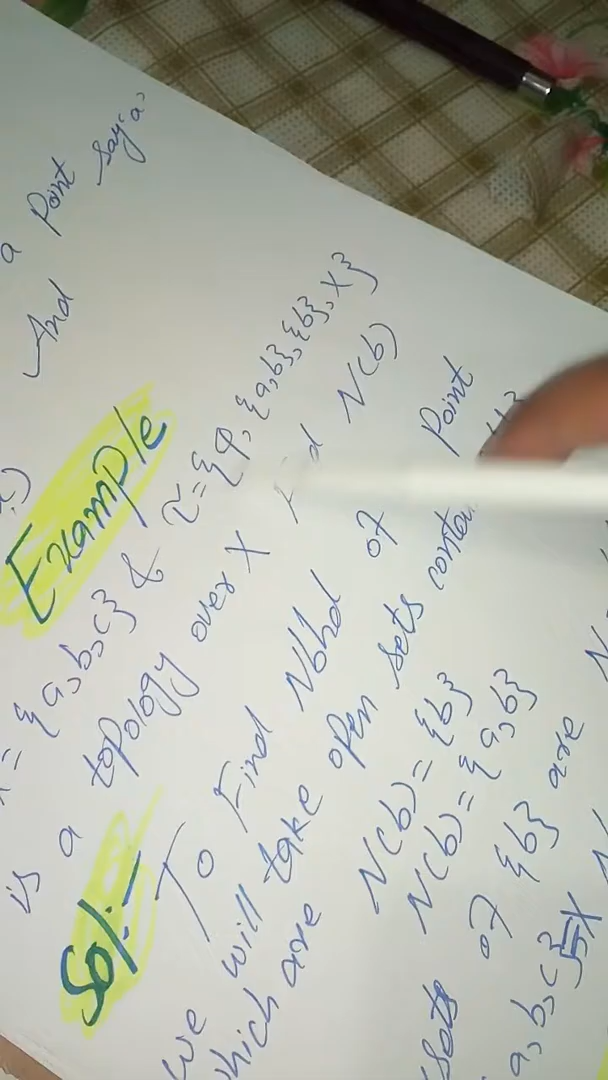 a Point say 'a'
And
Example
X = {a, b, c} & τ = {φ, {a, b}, {b}, X}
is a topology over X Find N(b)
Sol:-
To Find Nbhd of Point
we will take open sets
which are
N(b) = {b}
N(b) = {a, b}
sets of {b} are
a, b, c} = X